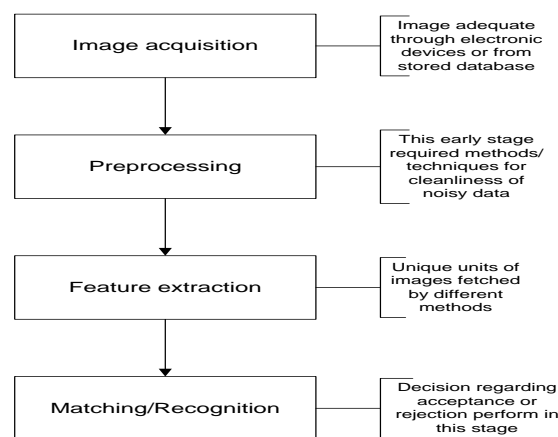 Image acquisition
Image adequate
through electronic
devices or from
stored database
Preprocessing
This early stage
required methods/
techniques for
cleanliness of
noisy data
Feature extraction
Unique units of
images fetched
by different
methods
Matching/Recognition
Decision regarding
acceptance or
rejection perform in
this stage